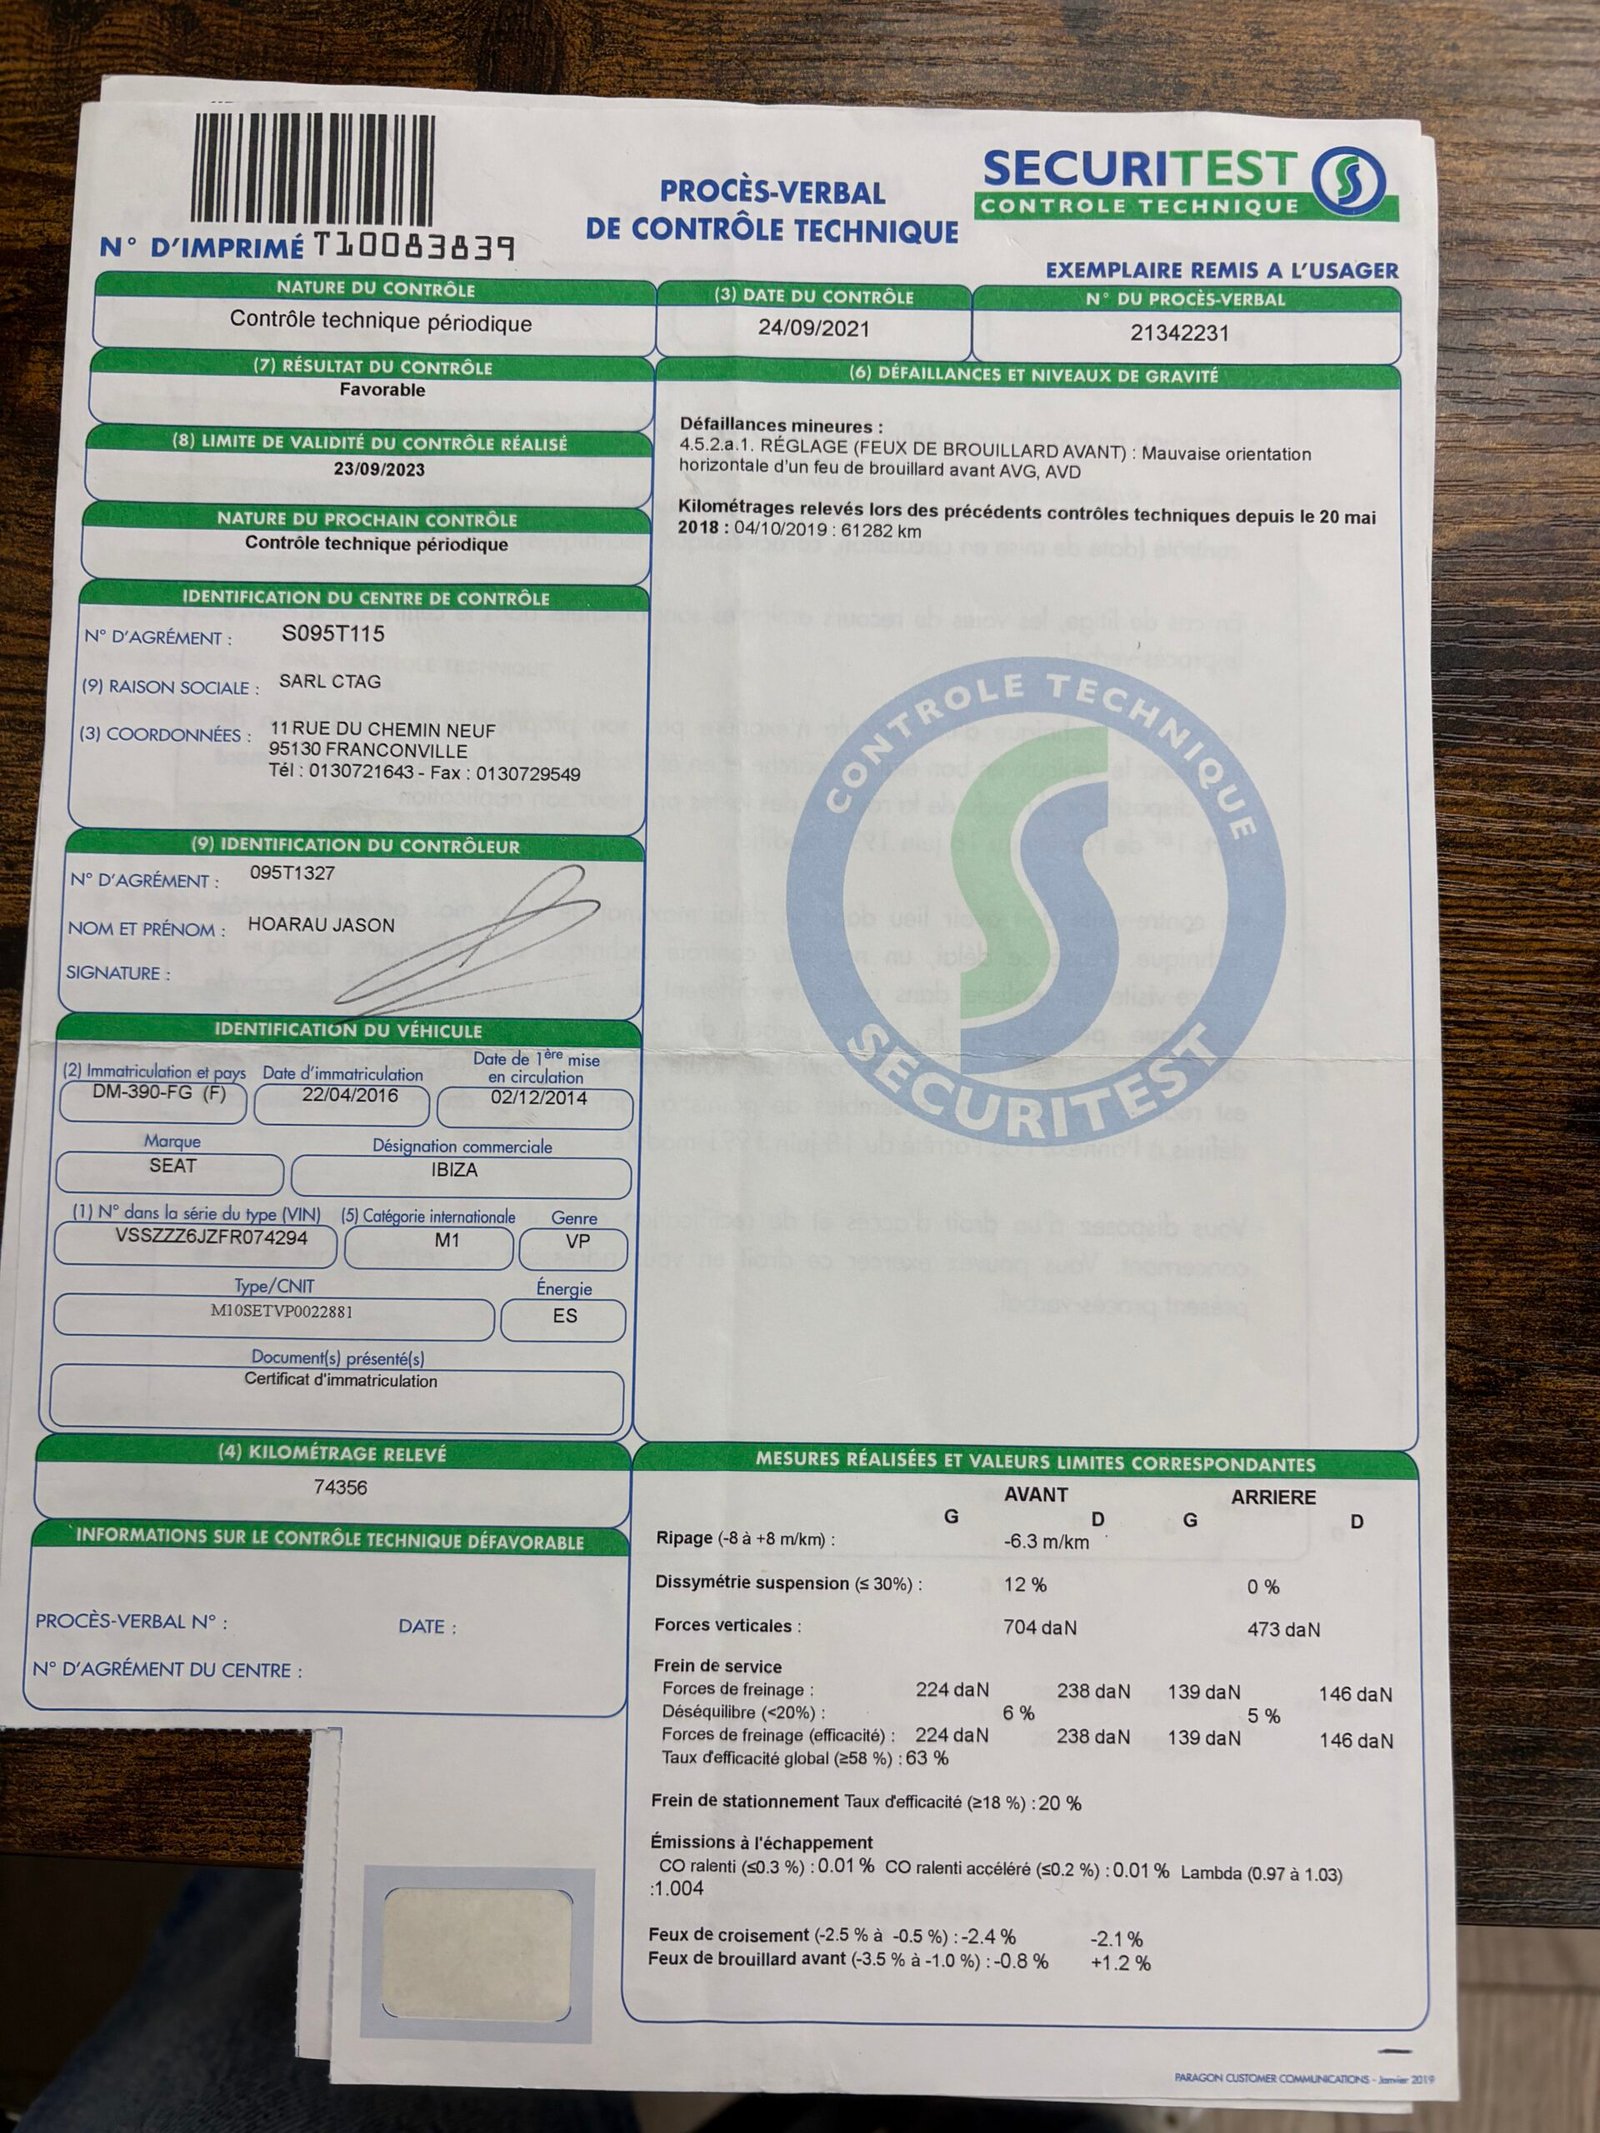 SECURITEST
CONTROLE TECHNIQUE
PROCÈS-VERBAL
DE CONTRÔLE TECHNIQUE
N° D'IMPRIMÉ T10083839
EXEMPLAIRE REMIS A L'USAGER
NATURE DU CONTRÔLE
Contrôle technique périodique
(3) DATE DU CONTRÔLE
24/09/2021
N° DU PROCÈS-VERBAL
21342231
(7) RÉSULTAT DU CONTRÔLE
Favorable
(8) LIMITE DE VALIDITÉ DU CONTRÔLE RÉALISÉ
23/09/2023
NATURE DU PROCHAIN CONTRÔLE
Contrôle technique périodique
IDENTIFICATION DU CENTRE DE CONTRÔLE
N° D'AGRÉMENT : S095T115
(9) RAISON SOCIALE : SARL CTAG
(3) COORDONNÉES : 11 RUE DU CHEMIN NEUF
95130 FRANCONVILLE
Tél : 0130721643 - Fax : 0130729549
(9) IDENTIFICATION DU CONTRÔLEUR
N° D'AGRÉMENT : 095T1327
NOM ET PRÉNOM : HOARAU JASON
SIGNATURE :
IDENTIFICATION DU VÉHICULE
(2) Immatriculation et pays
DM-390-FG (F)
Date d'immatriculation
22/04/2016
Date de 1ère mise
en circulation
02/12/2014
Marque
SEAT
Désignation commerciale
IBIZA
(1) N° dans la série du type (VIN)
VSSZZZ6JZFR074294
(5) Catégorie internationale
M1
Genre
VP
Type/CNIT
M10SETVP0022881
Énergie
ES
Document(s) présenté(s)
Certificat d'immatriculation
(4) KILOMÉTRAGE RELEVÉ
74356
INFORMATIONS SUR LE CONTRÔLE TECHNIQUE DÉFAVORABLE
PROCÈS-VERBAL N° : DATE :
N° D'AGRÉMENT DU CENTRE :
(6) DÉFAILLANCES ET NIVEAUX DE GRAVITÉ
Défaillances mineures :
4.5.2.a.1. RÉGLAGE (FEUX DE BROUILLARD AVANT) : Mauvaise orientation
horizontale d'un feu de brouillard avant AVG, AVD
Kilométrages relevés lors des précédents contrôles techniques depuis le 20 mai
2018 : 04/10/2019 : 61282 km
CONTROLE TECHNIQUE
SECURITEST
MESURES RÉALISÉES ET VALEURS LIMITES CORRESPONDANTES
AVANT ARRIERE
G D G D
Ripage (-8 à +8 m/km) : -6.3 m/km
Dissymétrie suspension (≤ 30%) : 12 % 0 %
Forces verticales : 704 daN 473 daN
Frein de service
Forces de freinage : 224 daN 238 daN 139 daN 146 daN
Déséquilibre (<20%) : 6 % 5 %
Forces de freinage (efficacité) : 224 daN 238 daN 139 daN 146 daN
Taux d'efficacité global (≥58 %) : 63 %
Frein de stationnement Taux d'efficacité (≥18 %) : 20 %
Émissions à l'échappement
CO ralenti (≤0.3 %) : 0.01 % CO ralenti accéléré (≤0.2 %) : 0.01 % Lambda (0.97 à 1.03)
:1.004
Feux de croisement (-2.5 % à -0.5 %) : -2.4 % -2.1 %
Feux de brouillard avant (-3.5 % à -1.0 %) : -0.8 % +1.2 %
PARAGON CUSTOMER COMMUNICATIONS - Janvier 2019